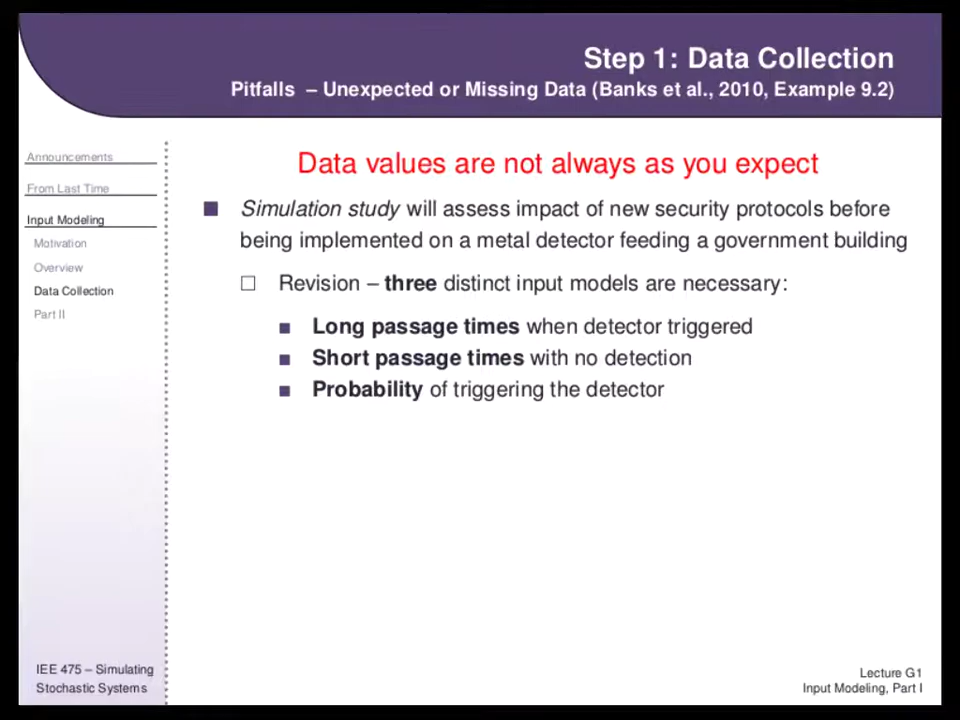 Step 1: Data Collection
Pitfalls – Unexpected or Missing Data (Banks et al., 2010, Example 9.2)
Announcements
From Last Time
Input Modeling
Motivation
Overview
Data Collection
Part II
Data values are not always as you expect
Simulation study will assess impact of new security protocols before
being implemented on a metal detector feeding a government building
Revision – three distinct input models are necessary:
Long passage times when detector triggered
Short passage times with no detection
Probability of triggering the detector
IEE 475 – Simulating
Stochastic Systems
Lecture G1
Input Modeling, Part I